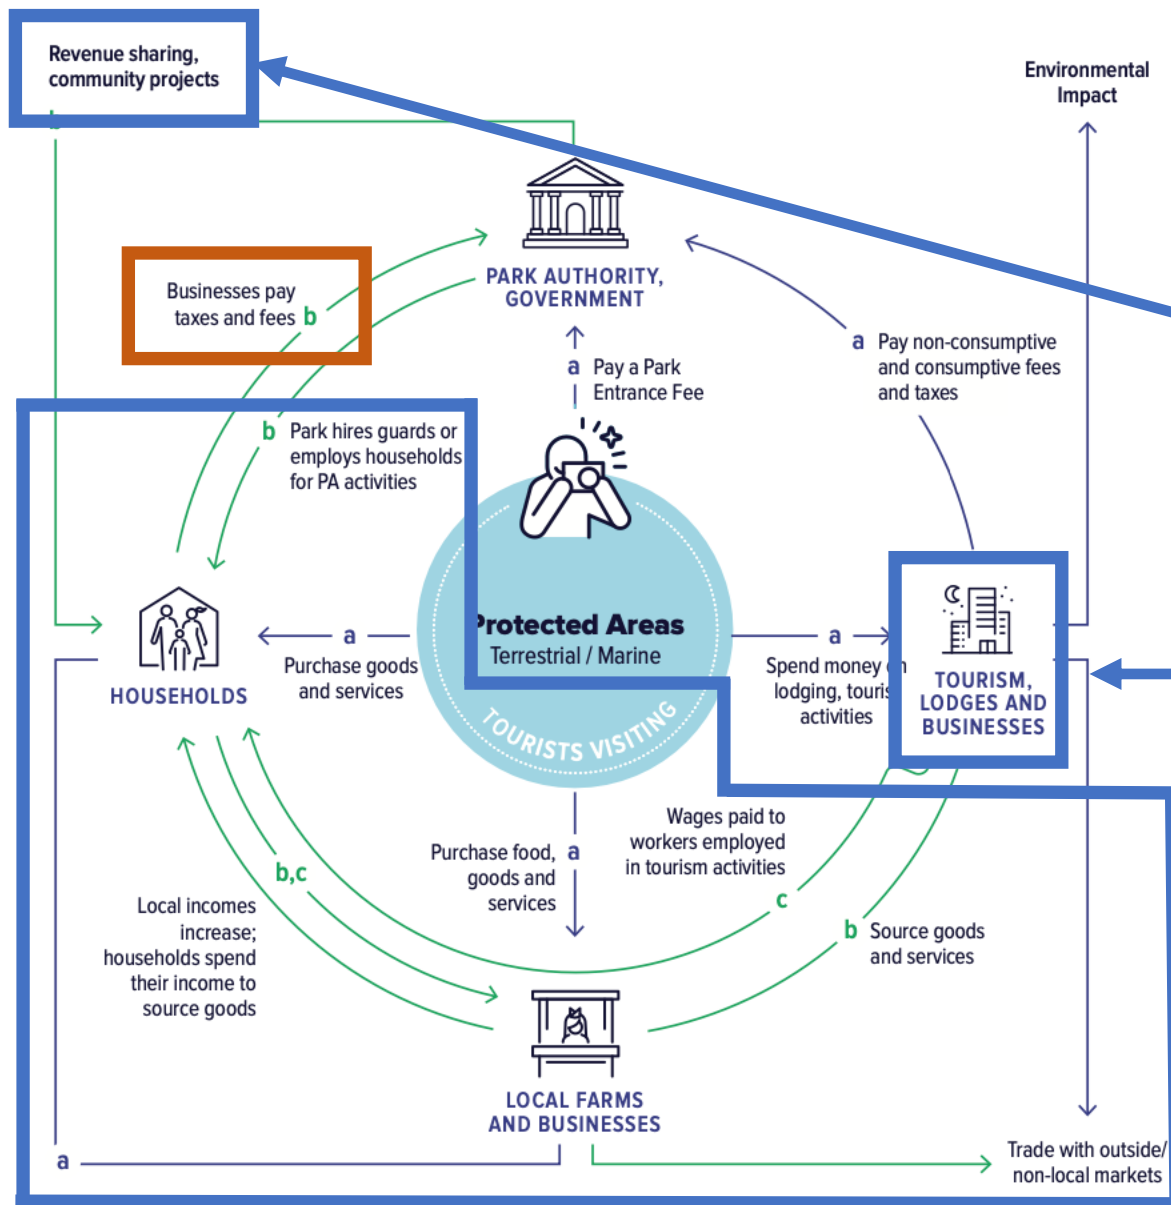 Revenue sharing,
community projects
b
Environmental
Impact
PARK AUTHORITY,
GOVERNMENT
Businesses pay
taxes and fees b
a Pay a Park
Entrance Fee
a Pay non-consumptive
and consumptive fees
and taxes
b Park hires guards or
employs households
for PA activities
Protected Areas
Terrestrial / Marine
TOURISTS VISITING
a
Purchase goods
and services
HOUSEHOLDS
a
Spend money on
lodging, tourism
activities
TOURISM,
LODGES AND
BUSINESSES
Purchase food, a
goods and
services
Wages paid to
workers employed
in tourism activities
c
b Source goods
and services
b,c
Local incomes
increase;
households spend
their income to
source goods
LOCAL FARMS
AND BUSINESSES
a
Trade with outside/
non-local markets